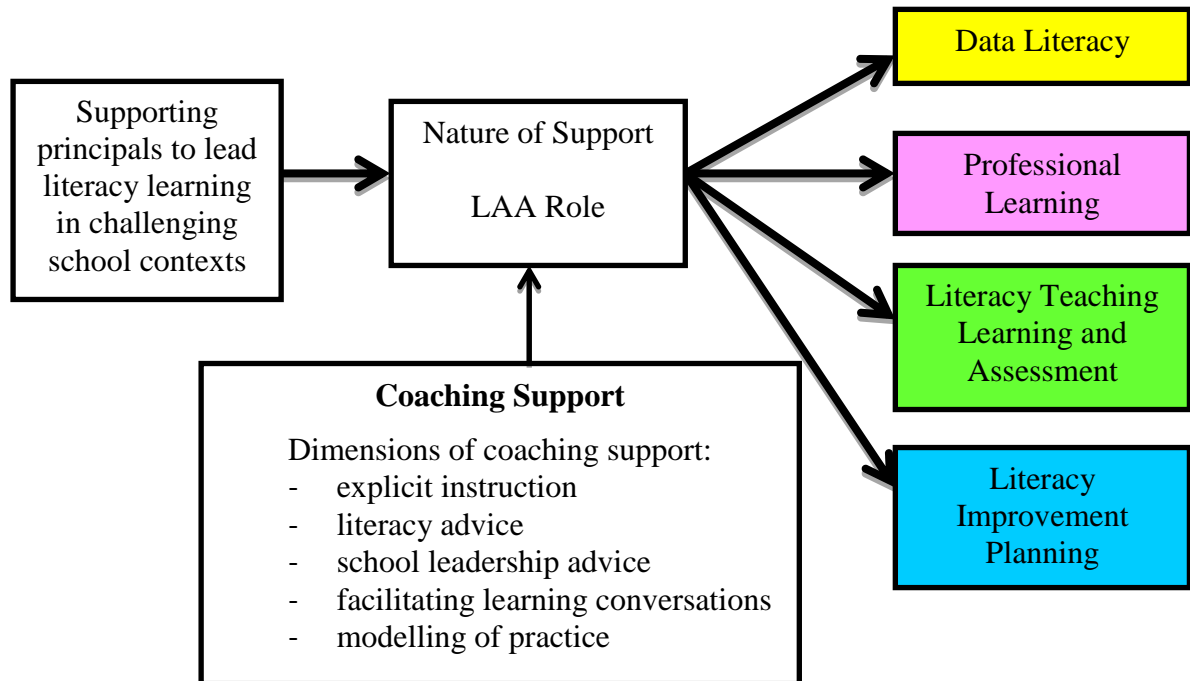 Supporting
principals to lead
literacy learning
in challenging
school contexts
Nature of Support
LAA Role
Coaching Support
Dimensions of coaching support:
- explicit instruction
- literacy advice
- school leadership advice
- facilitating learning conversations
- modelling of practice
Data Literacy
Professional
Learning
Literacy Teaching
Learning and
Assessment
Literacy
Improvement
Planning